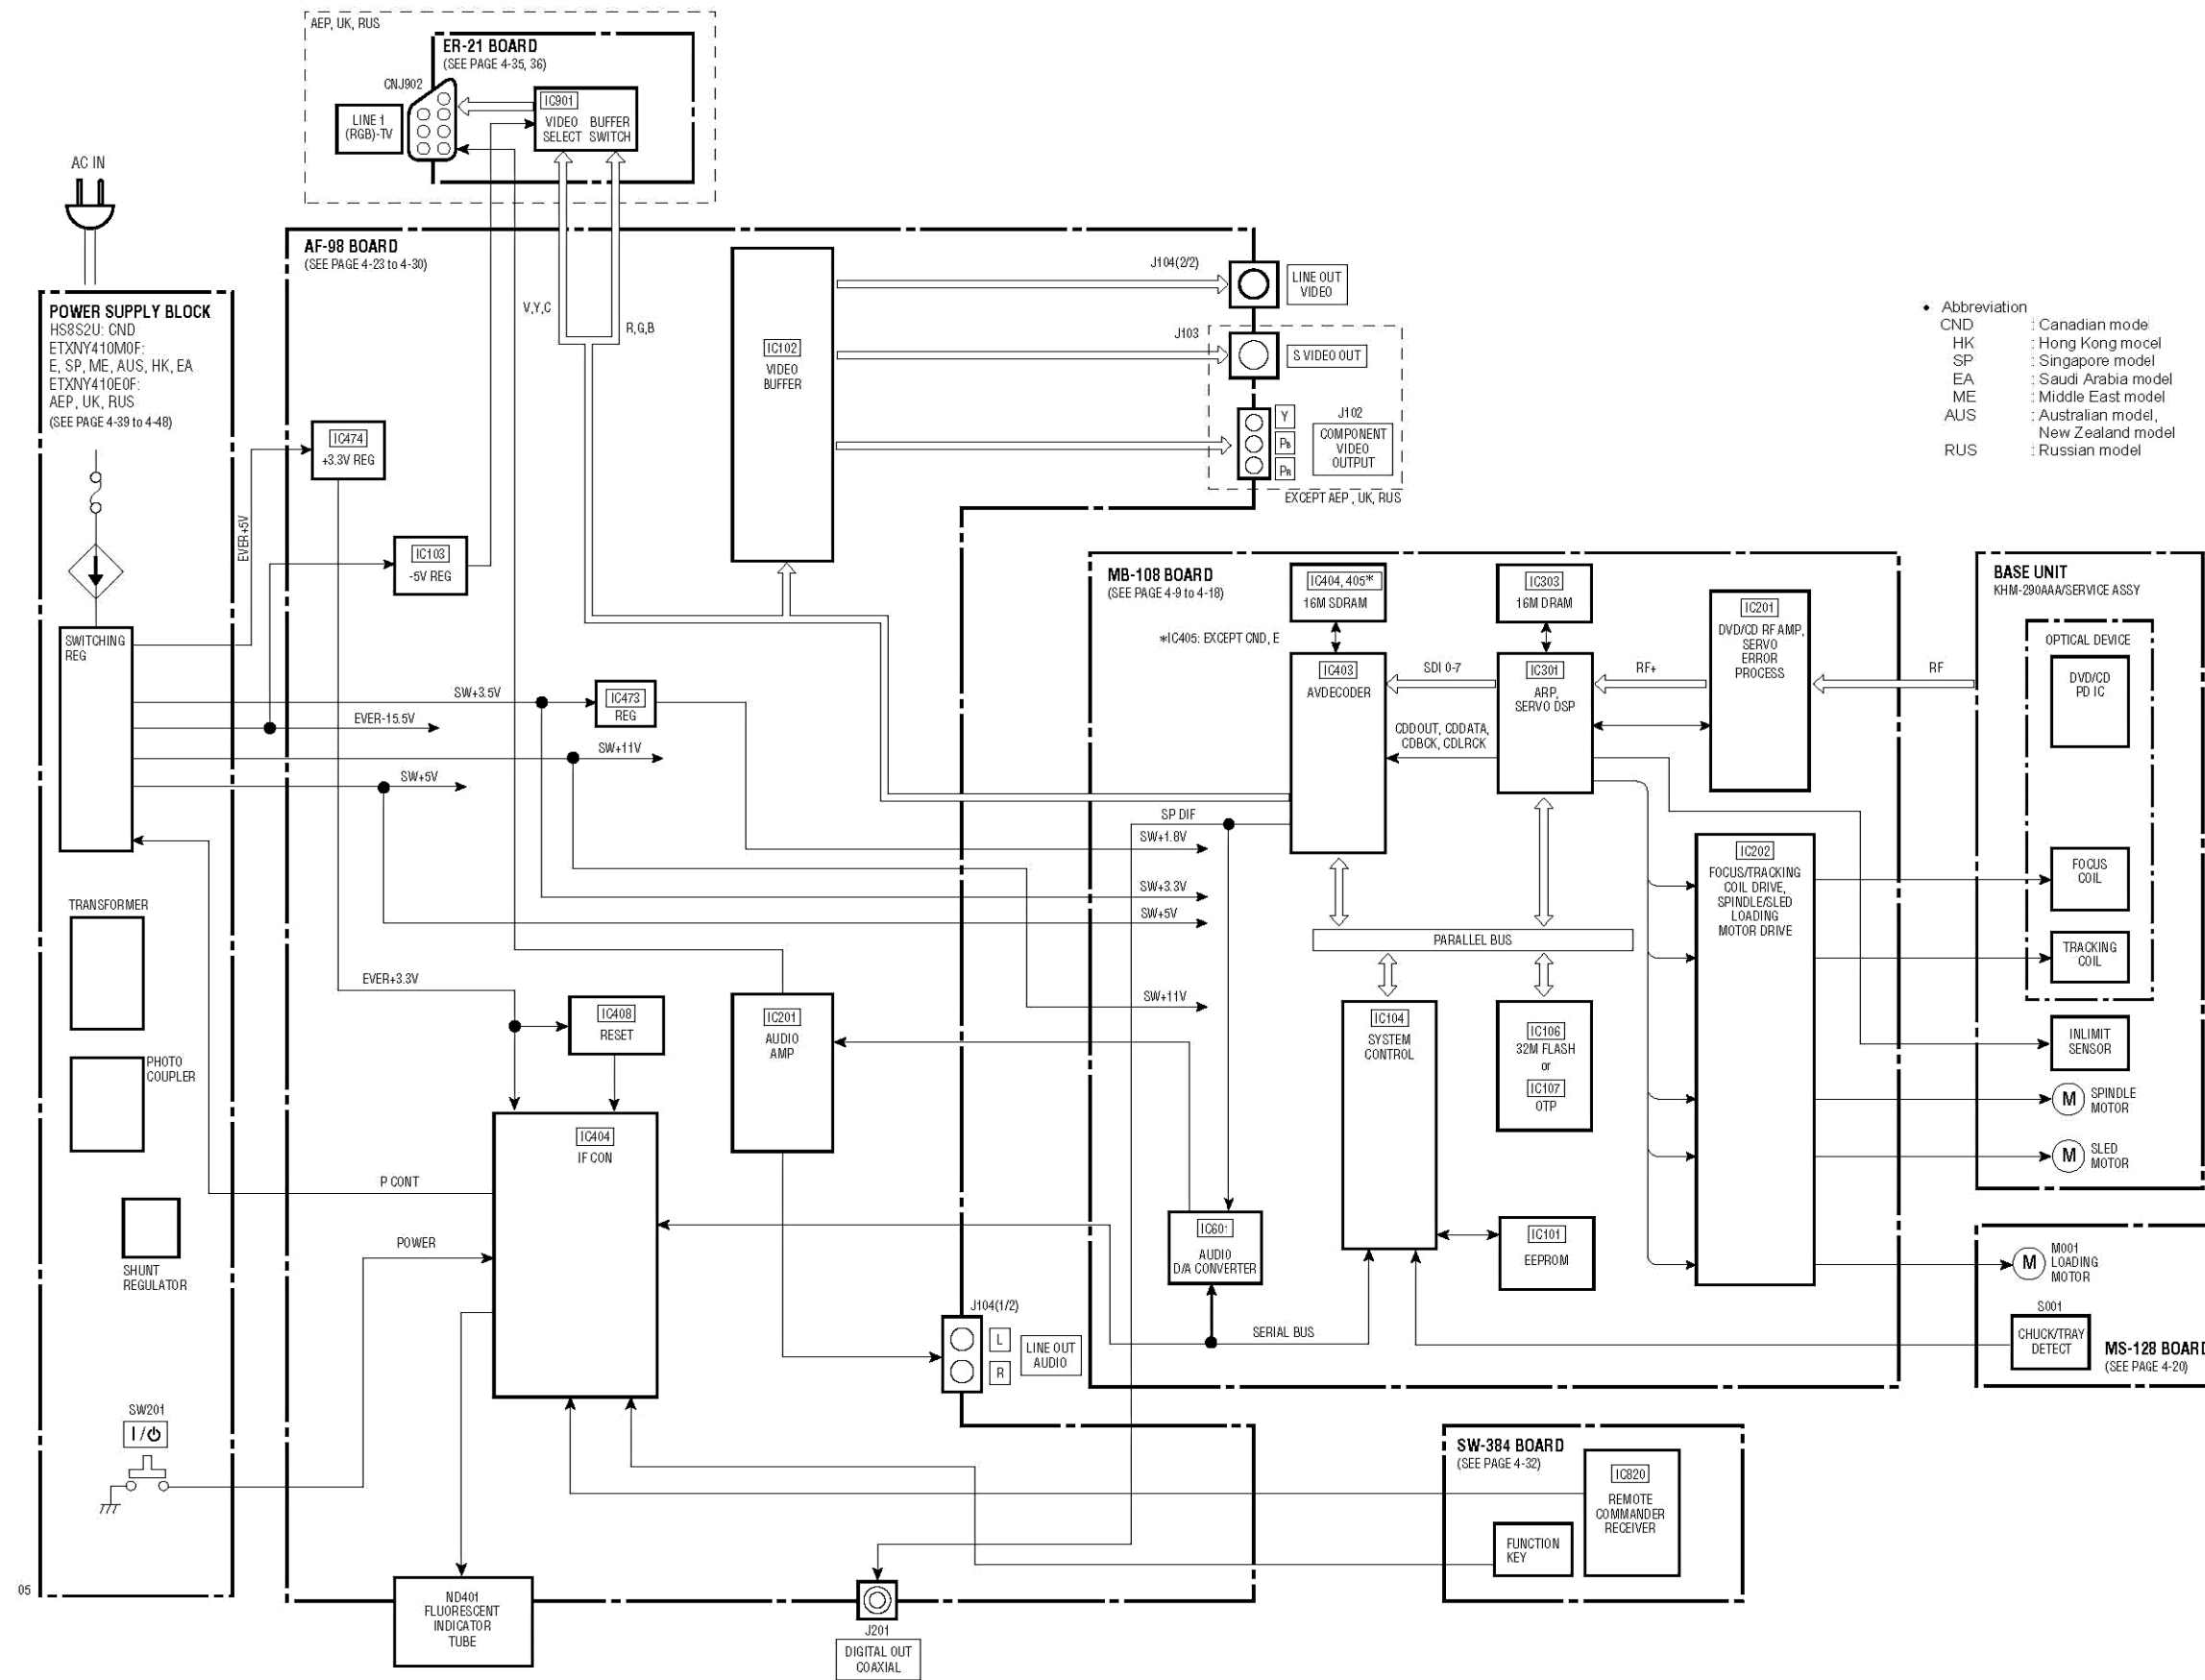 AEP, UK, RUS
ER-21 BOARD
(SEE PAGE 4-35, 36)
CNJ902
LINE 1
(RGB)-TV
IC901
VIDEO BUFFER
SELECT SWITCH
AC IN
AF-98 BOARD
(SEE PAGE 4-23 to 4-30)
V,Y,C
R,G,B
IC102
VIDEO
BUFFER
J104(2/2)
LINE OUT
VIDEO
J103
S VIDEO OUT
J102
Y
PB
PR
COMPONENT
VIDEO
OUTPUT
EXCEPT AEP , UK, RUS
• Abbreviation
CND : Canadian model
HK : Hong Kong mocel
SP : Singapore model
EA : Saudi Arabia model
ME : Middle East model
AUS : Australian model,
New Zealand model
RUS : Russian model
POWER SUPPLY BLOCK
HS8S2U: CND
ETXNY410M0F:
E, SP, ME, AUS, HK, EA
ETXNY410E0F:
AEP, UK, RUS
(SEE PAGE 4-39 to 4-48)
EVER+5V
IC474
+3.3V REG
IC103
-5V REG
SWITCHING
REG
SW+3.5V
IC473
REG
EVER-15.5V
SW+11V
SW+5V
TRANSFORMER
PHOTO
COUPLER
SHUNT
REGULATOR
SW201
I/⏻
05
EVER+3.3V
IC408
RESET
IC404
IF CON
P CONT
POWER
ND401
FLUORESCENT
INDICATOR
TUBE
IC201
AUDIO
AMP
J104(1/2)
L
R
LINE OUT
AUDIO
J201
DIGITAL OUT
COAXIAL
MB-108 BOARD
(SEE PAGE 4-9 to 4-18)
IC404, 405*
16M SDRAM
*IC405: EXCEPT CND, E
IC303
16M DRAM
IC201
DVD/CD RF AMP,
SERVO
ERROR
PROCESS
IC403
AVDECODER
SDI 0-7
IC301
ARP,
SERVO DSP
RF+
RF
CDDOUT, CDDATA,
CDBCK, CDLRCK
SP DIF
SW+1.8V
SW+3.3V
SW+5V
SW+11V
PARALLEL BUS
IC202
FOCUS/TRACKING
COIL DRIVE,
SPINDLE/SLED
LOADING
MOTOR DRIVE
IC104
SYSTEM
CONTROL
IC106
32M FLASH
or
IC107
OTP
IC601
AUDIO
D/A CONVERTER
IC101
EEPROM
SERIAL BUS
BASE UNIT
KHM-290AAA/SERVICE ASSY
OPTICAL DEVICE
DVD/CD
PD IC
FOCUS
COIL
TRACKING
COIL
INLIMIT
SENSOR
M
SPINDLE
MOTOR
M
SLED
MOTOR
M
M001
LOADING
MOTOR
S001
CHUCK/TRAY
DETECT
MS-128 BOARD
(SEE PAGE 4-20)
SW-384 BOARD
(SEE PAGE 4-32)
IC820
REMOTE
COMMANDER
RECEIVER
FUNCTION
KEY